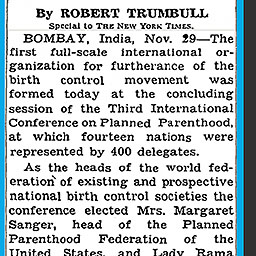 By ROBERT TRUMBULL
Special to THE NEW YORK TIMES.
BOMBAY, India, Nov. 29—The
first full-scale international or-
ganization for furtherance of the
birth control movement was
formed today at the concluding
session of the Third International
Conference on Planned Parenthood,
at which fourteen nations were
represented by 400 delegates.
As the heads of the world fed-
eration of existing and prospective
national birth control societies the
conference elected Mrs. Margaret
Sanger, head of the Planned
Parenthood Federation of the
United States, and Lady Rama